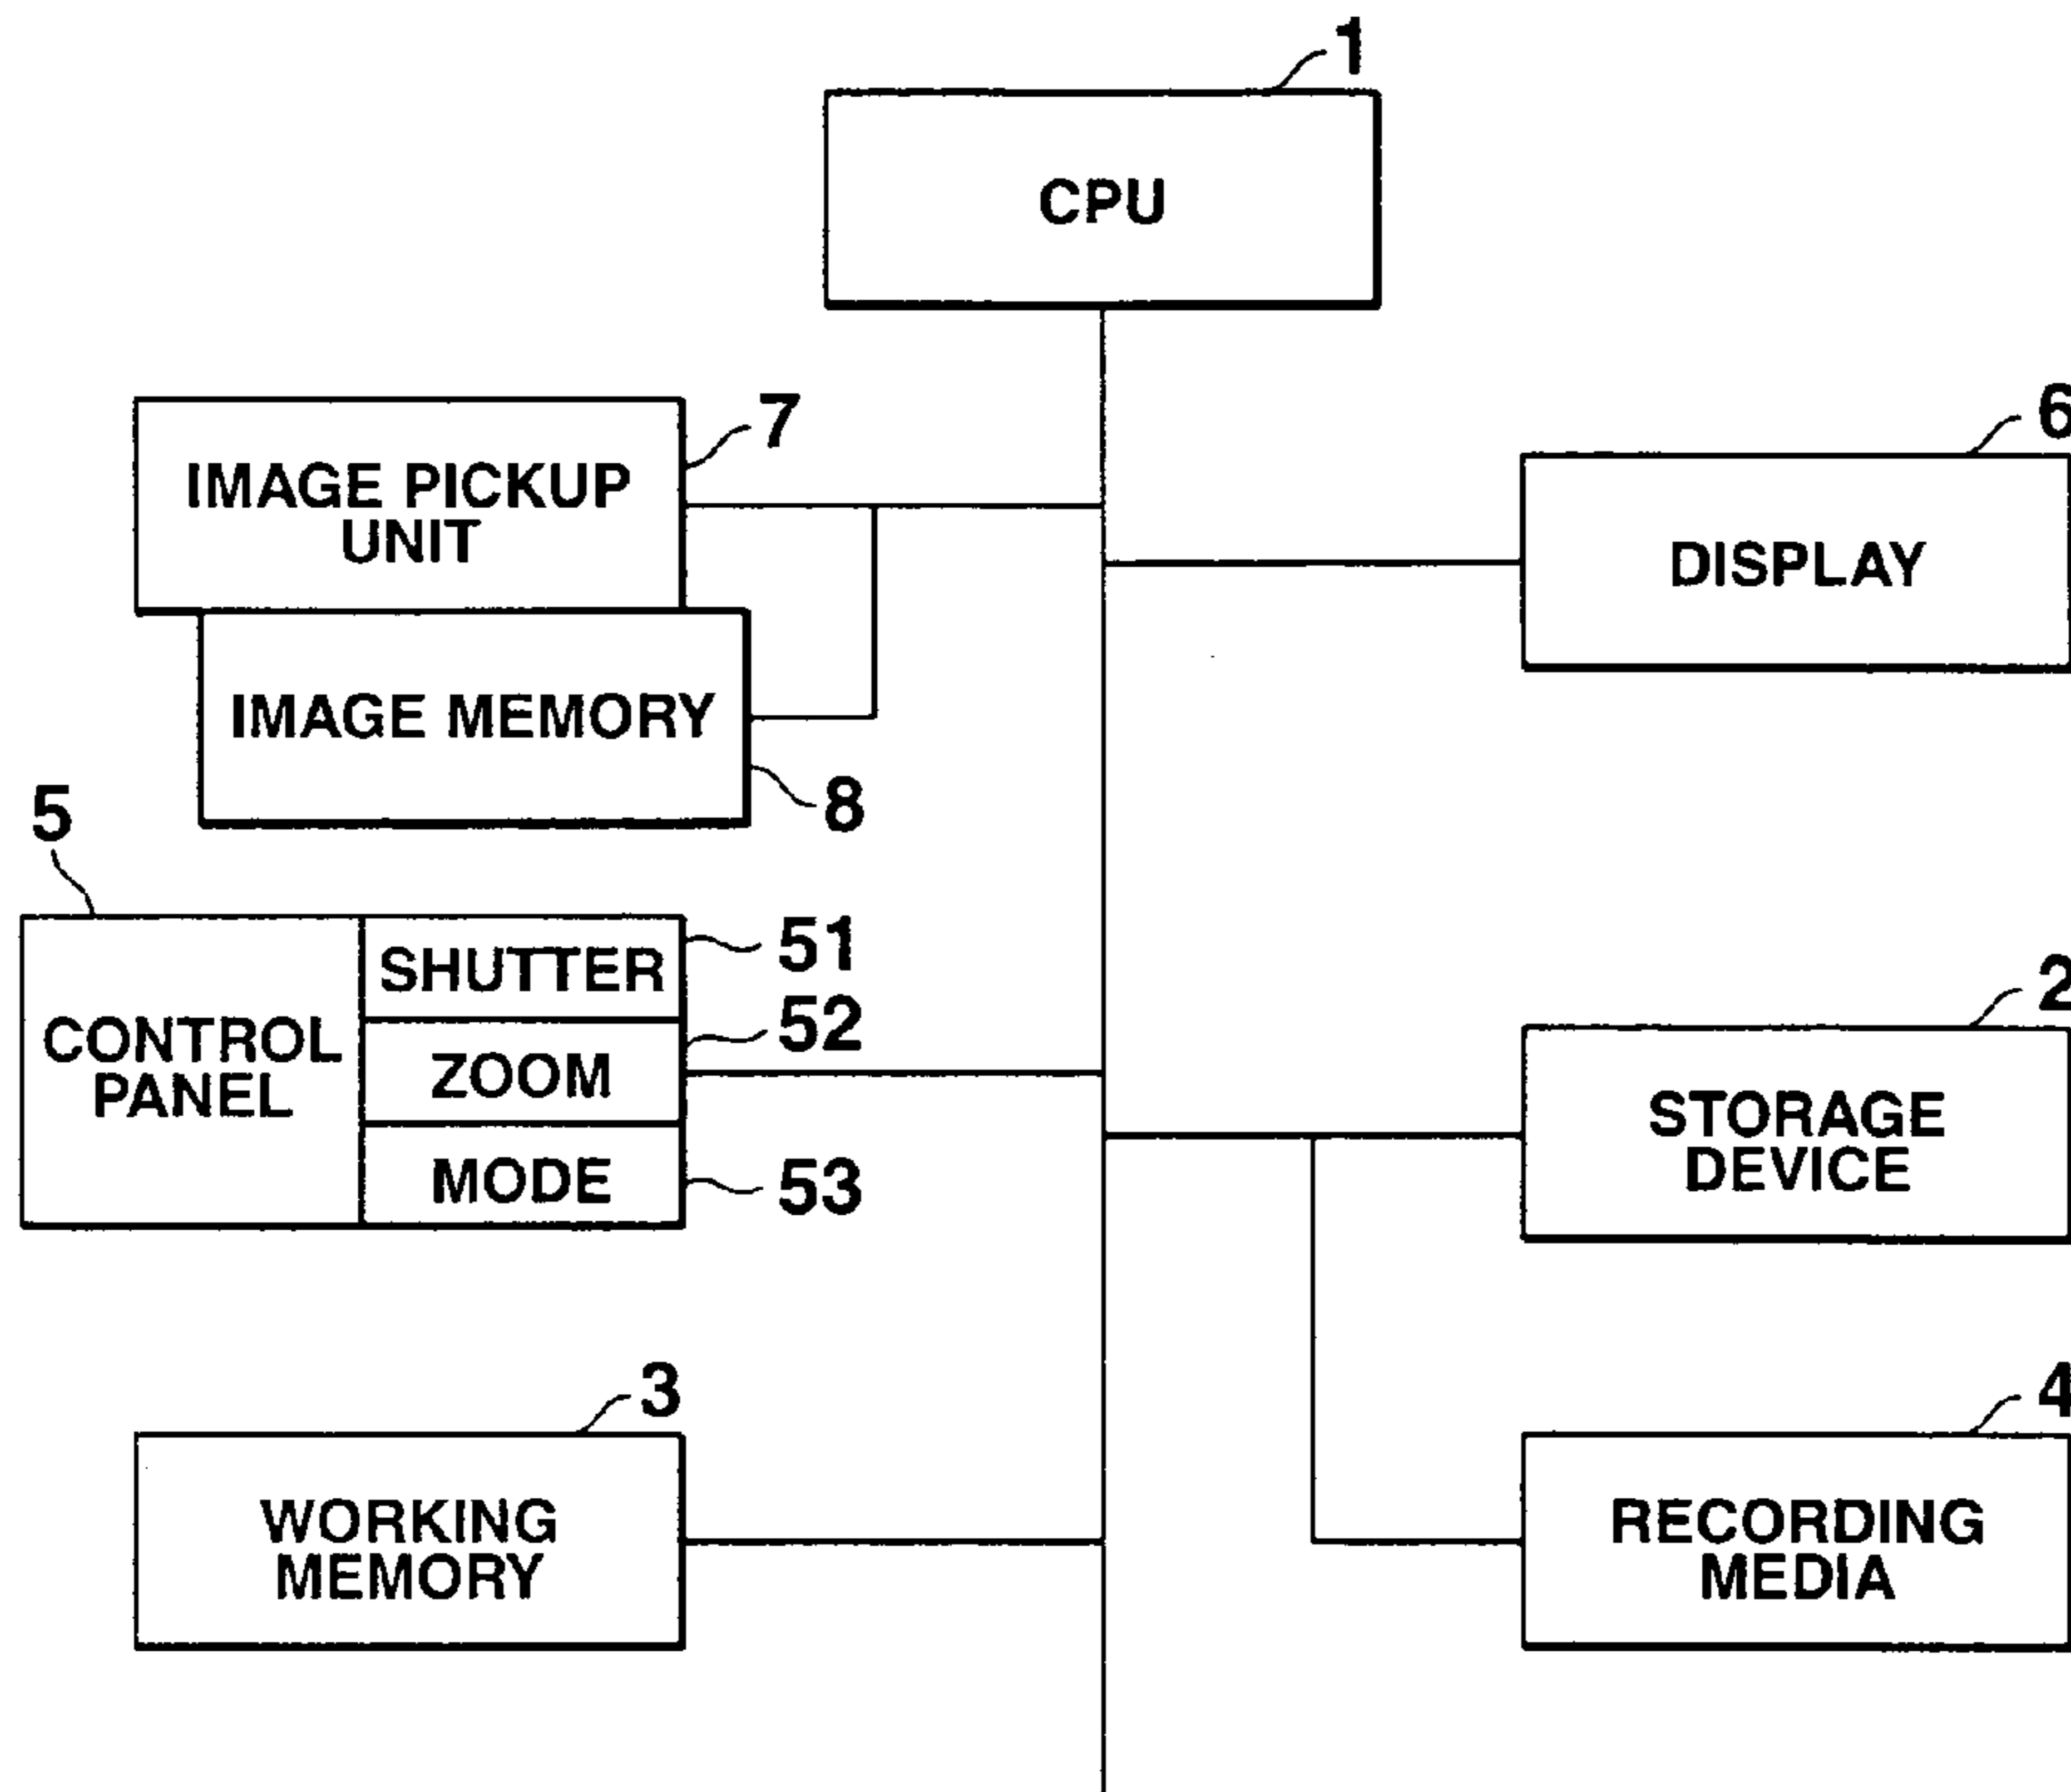 1
CPU
7
IMAGE PICKUP
UNIT
6
DISPLAY
IMAGE MEMORY
8
5
CONTROL
PANEL
SHUTTER
51
ZOOM
52
MODE
53
2
STORAGE
DEVICE
3
WORKING
MEMORY
4
RECORDING
MEDIA